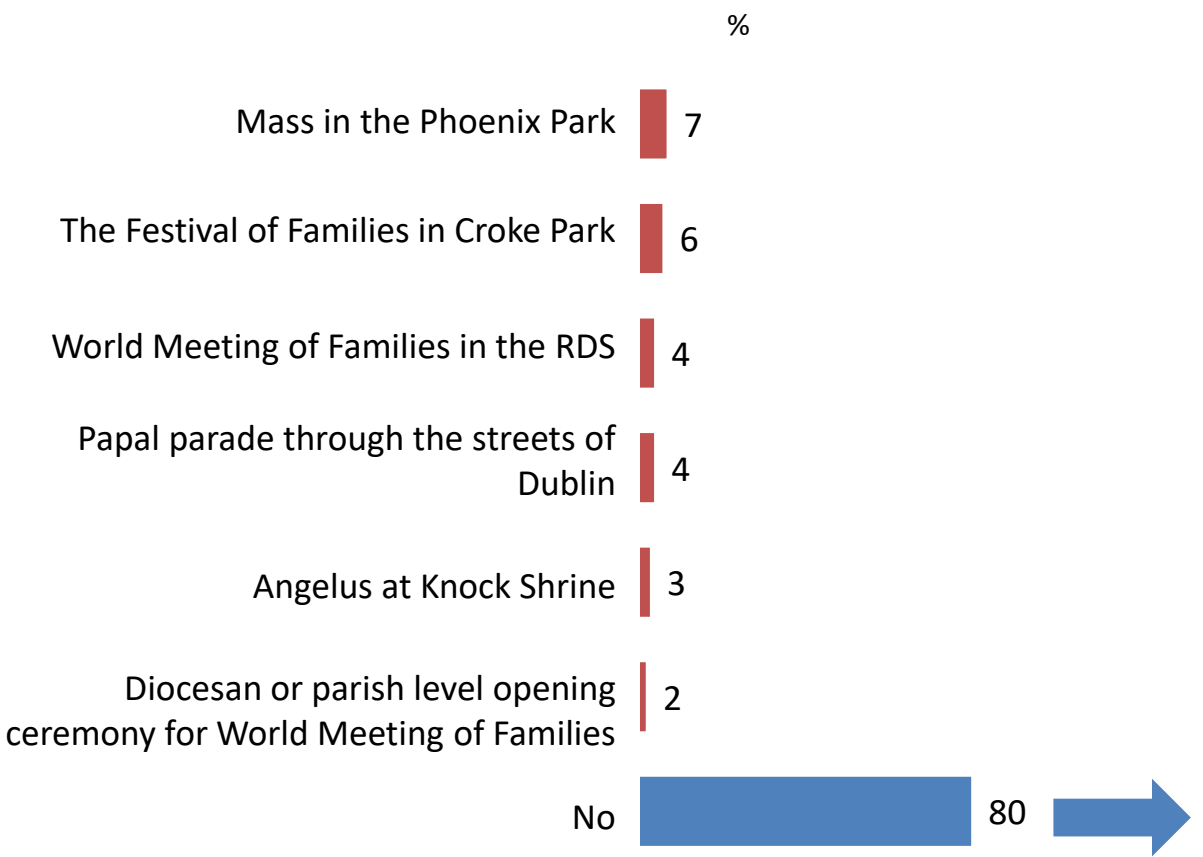 %
Mass in the Phoenix Park
7
The Festival of Families in Croke Park
6
World Meeting of Families in the RDS
4
Papal parade through the streets of
Dublin
4
Angelus at Knock Shrine
3
Diocesan or parish level opening
ceremony for World Meeting of Families
2
No
80